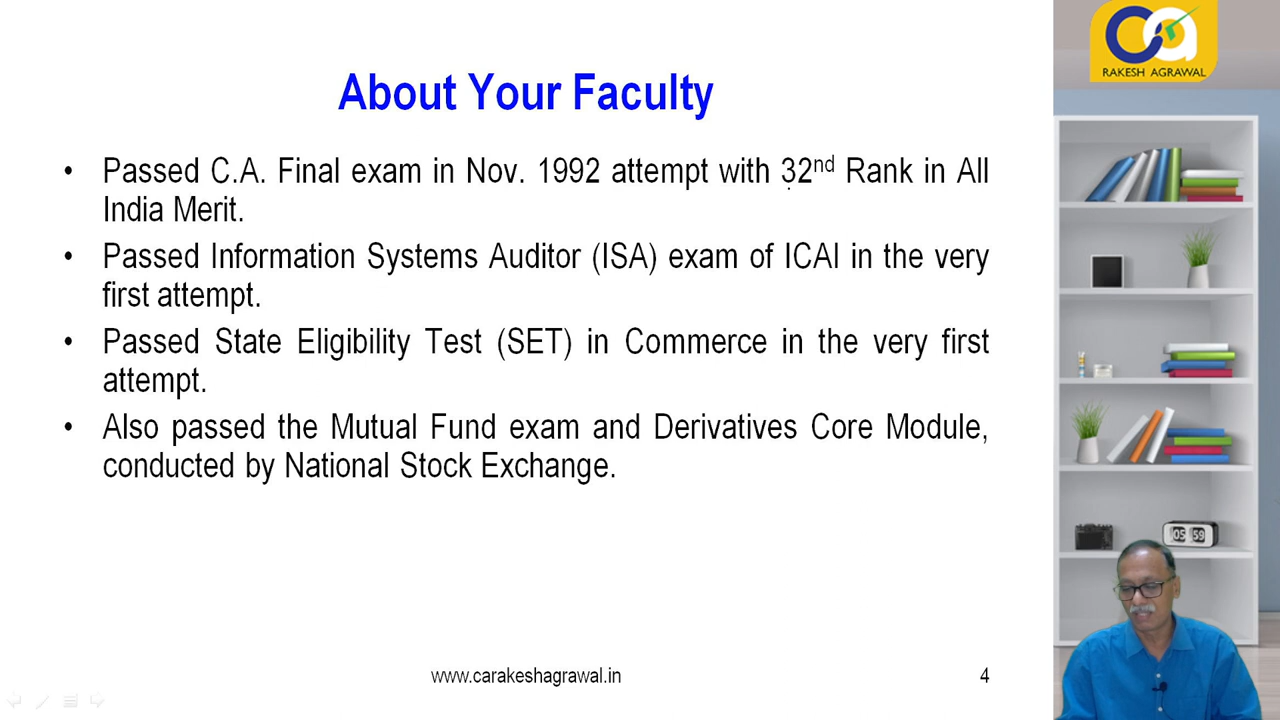 About Your Faculty
• Passed C.A. Final exam in Nov. 1992 attempt with 32nd Rank in All
India Merit.
• Passed Information Systems Auditor (ISA) exam of ICAI in the very
first attempt.
• Passed State Eligibility Test (SET) in Commerce in the very first
attempt.
• Also passed the Mutual Fund exam and Derivatives Core Module,
conducted by National Stock Exchange.
www.carakeshagrawal.in
4
ca
RAKESH AGRAWAL
05 59